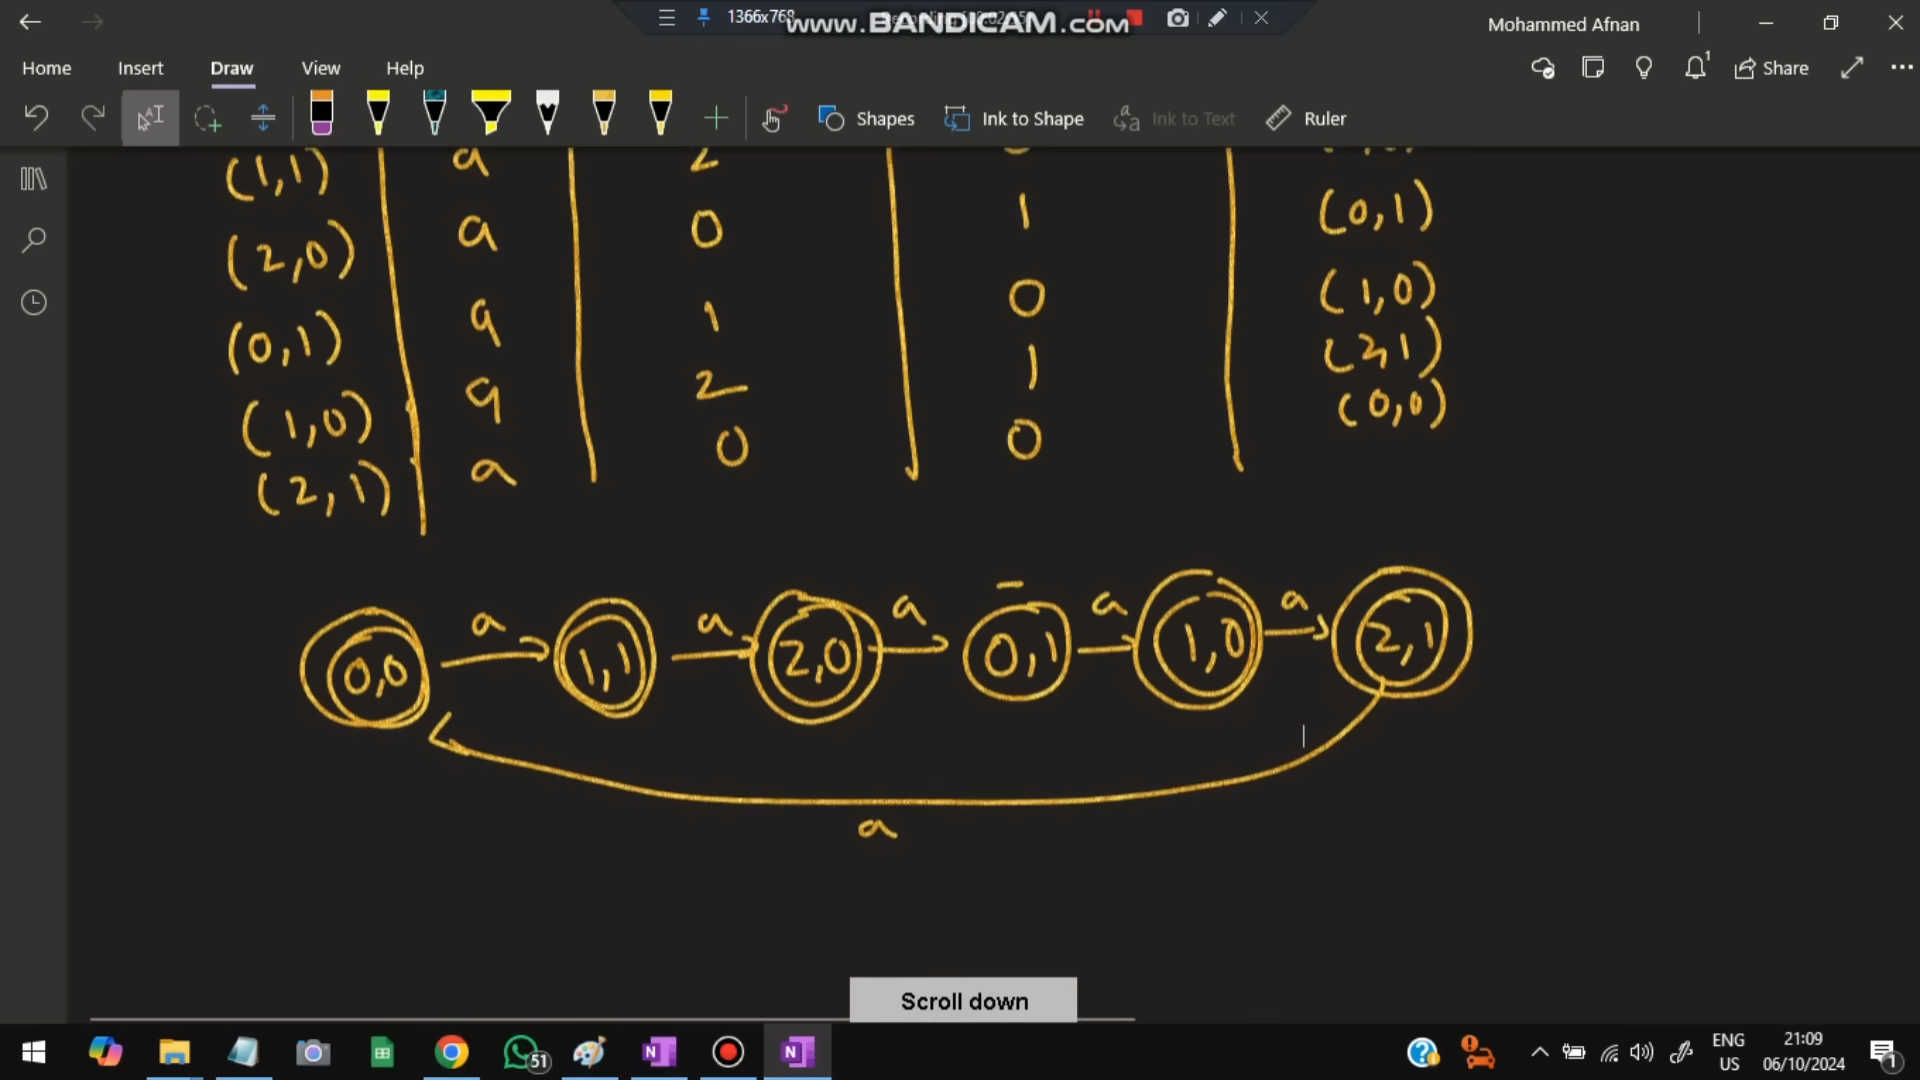 1366x768 www.BANDICAM.com Mohammed Afnan
Home Insert Draw View Help Share
Shapes Ink to Shape Ink to Text Ruler
(1,1) a 2
(2,0) a 0 1 (0,1)
(0,1) a 1 0 (1,0)
(1,0) a 2 1 (2,1)
(2,1) a 0 0 (0,0)
a a a a a
0,0 1,1 2,0 0,1 1,0 2,1
a
Scroll down
51 ENG US 21:09 06/10/2024 1